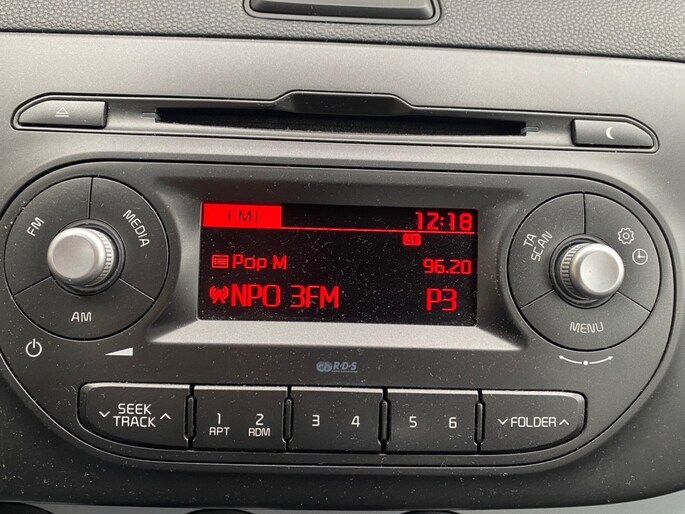 FM1 12:18
Pop M 96.20
NPO 3FM P3
FM
MEDIA
AM
TA
SCAN
MENU
R·D·S
SEEK
TRACK
1 2 3 4 5 6
RPT RDM
FOLDER